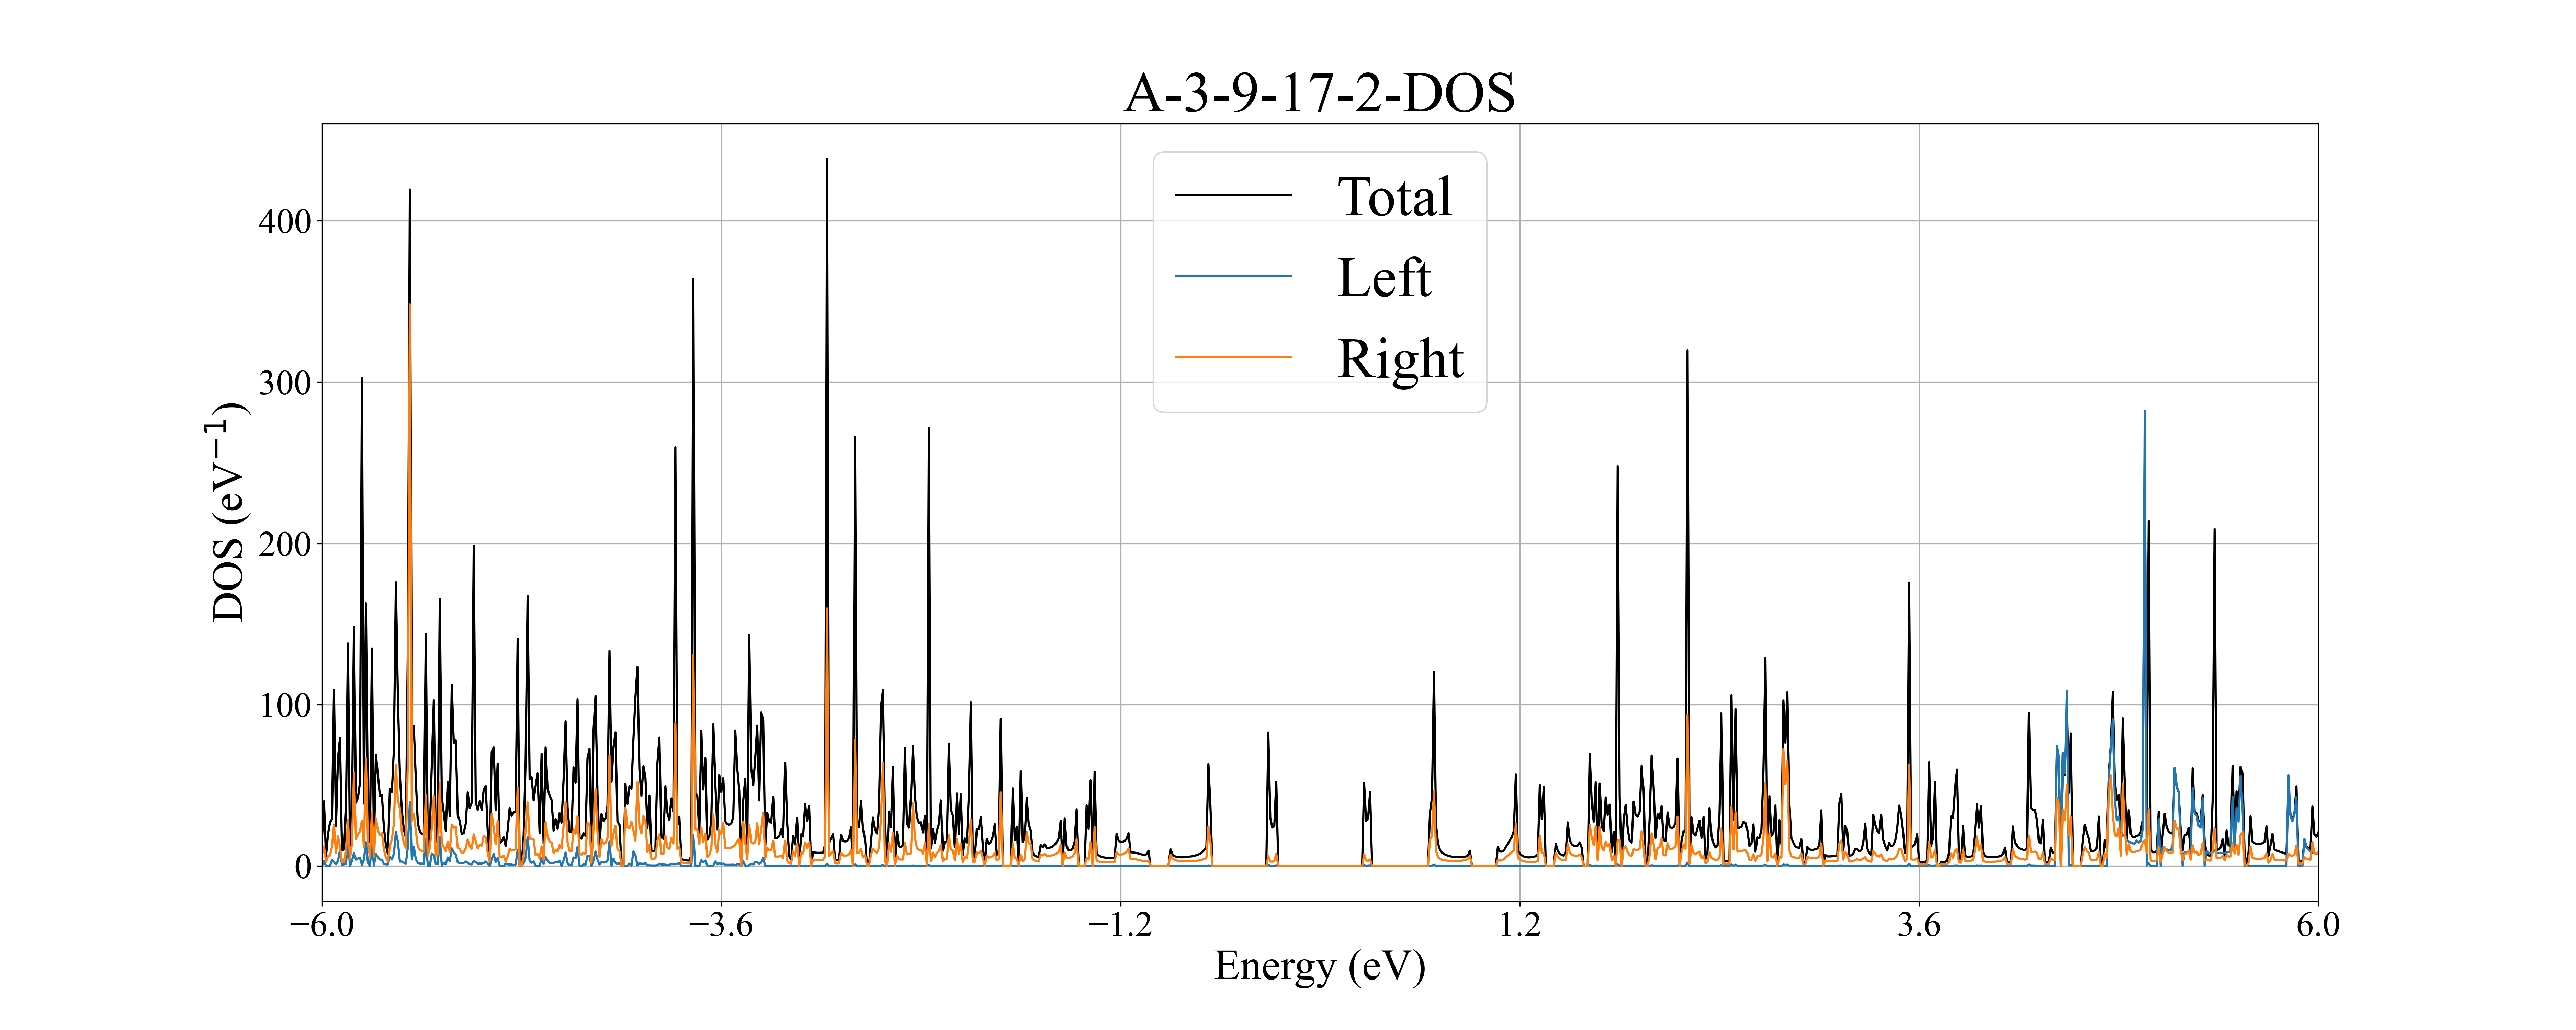 A-3-9-17-2-DOS
Total
Left
Right
DOS (eV⁻¹)
400
300
200
100
0
−6.0 −3.6 −1.2 1.2 3.6 6.0
Energy (eV)